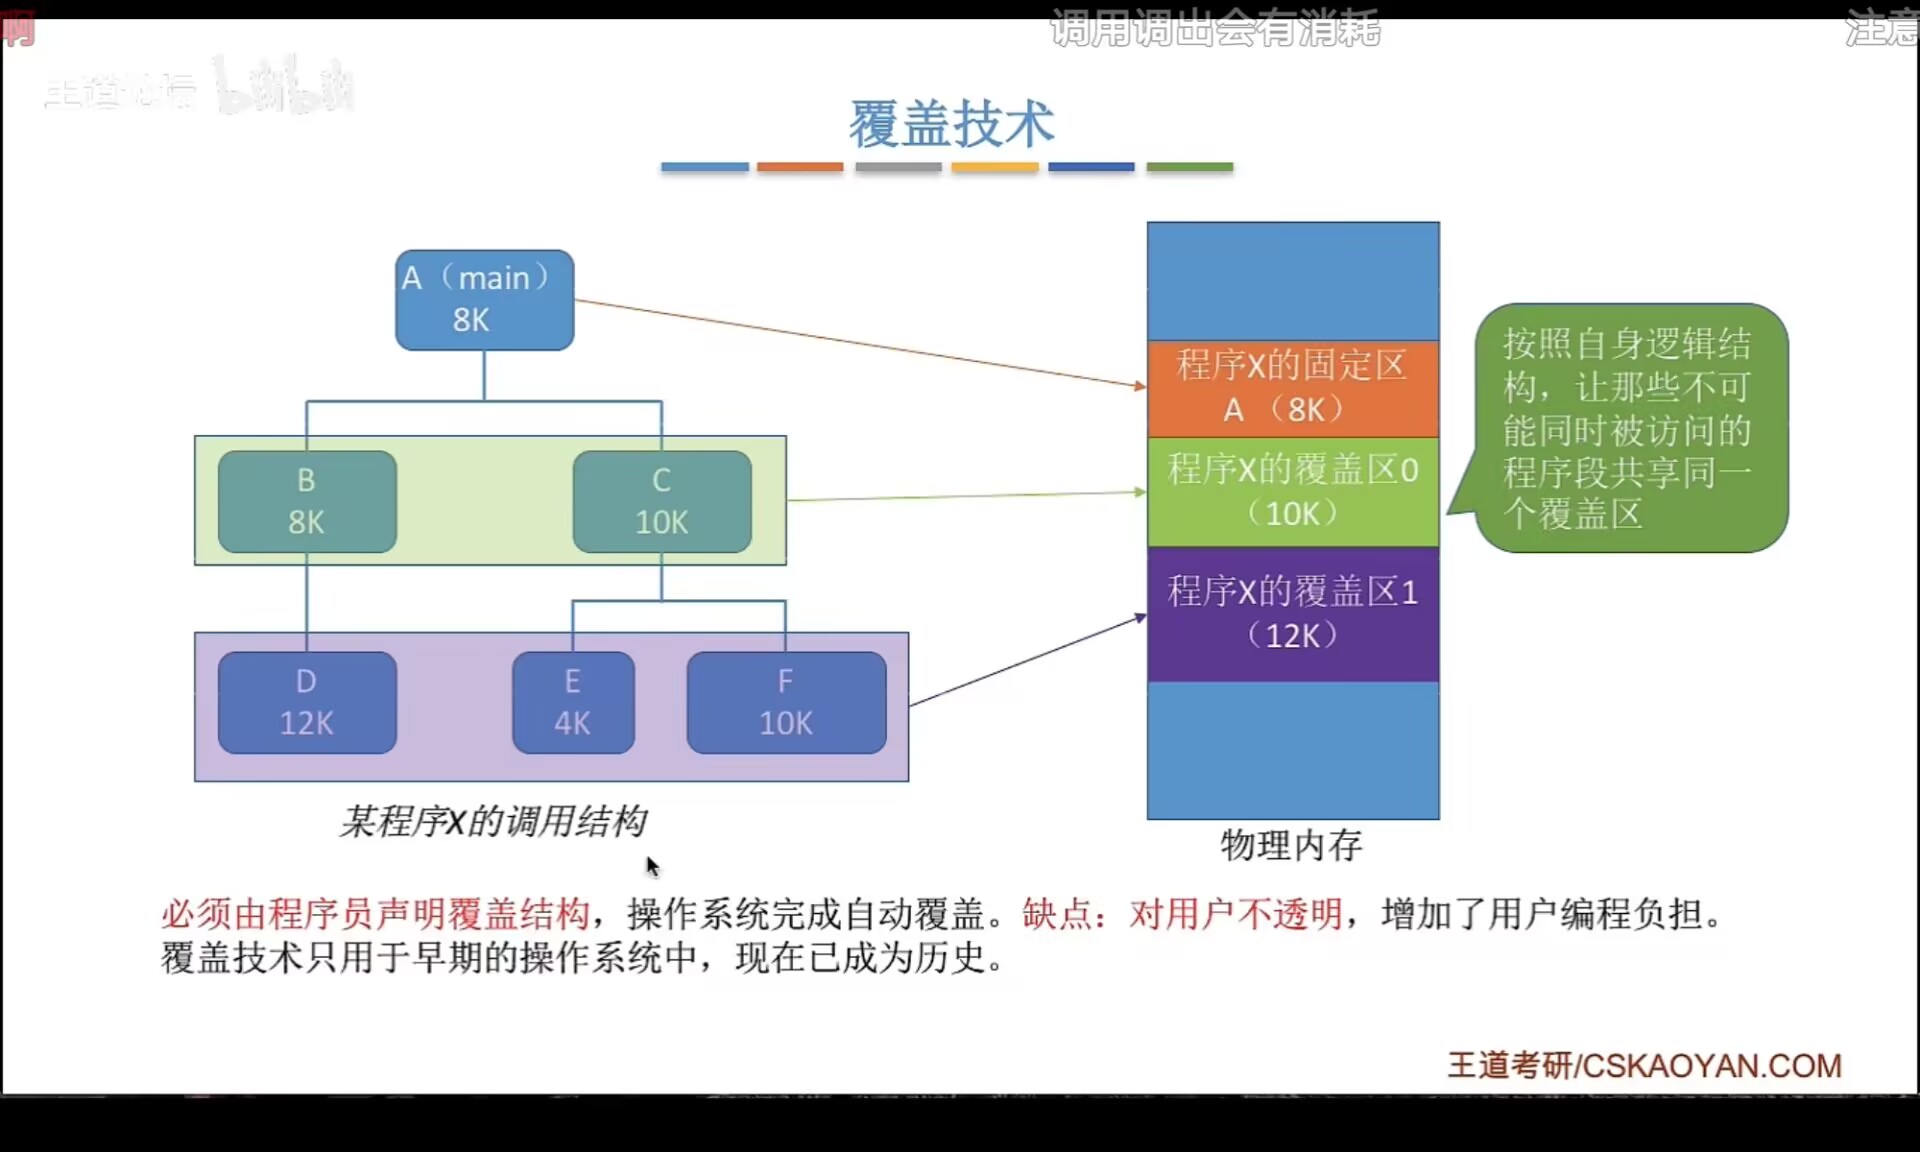 啊
调用调出会有消耗
注意
王道论坛 bilibili
覆盖技术
A（main）
8K
B
8K
C
10K
D
12K
E
4K
F
10K
某程序X的调用结构
程序X的固定区
A （8K）
程序X的覆盖区0
（10K）
程序X的覆盖区1
（12K）
物理内存
按照自身逻辑结
构，让那些不可
能同时被访问的
程序段共享同一
个覆盖区
必须由程序员声明覆盖结构，操作系统完成自动覆盖。缺点：对用户不透明，增加了用户编程负担。
覆盖技术只用于早期的操作系统中，现在已成为历史。
王道考研/CSKAOYAN.COM